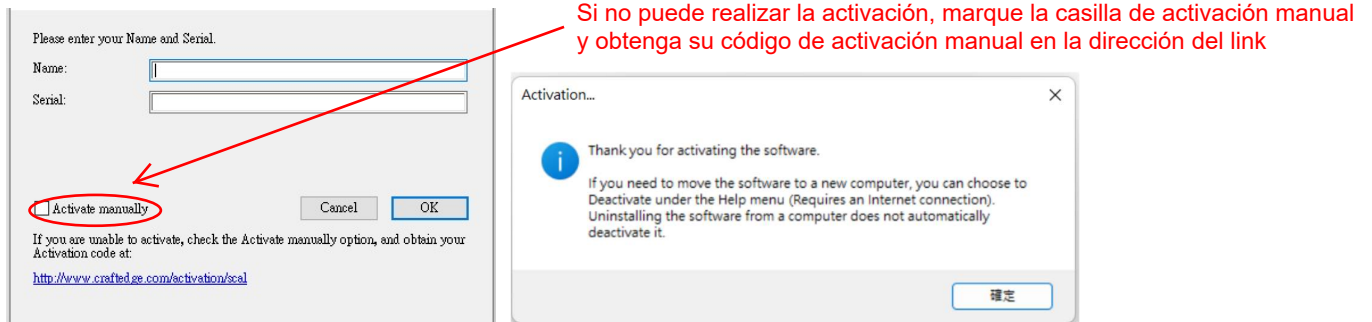 Si no puede realizar la activación, marque la casilla de activación manual
y obtenga su código de activación manual en la dirección del link
Please enter your Name and Serial.
Name:
Serial:
Activate manually
Cancel
OK
If you are unable to activate, check the Activate manually option, and obtain your
Activation code at:
http://www.craftedge.com/activation/scal
Activation...
Thank you for activating the software.
If you need to move the software to a new computer, you can choose to
Deactivate under the Help menu (Requires an Internet connection).
Uninstalling the software from a computer does not automatically
deactivate it.
確定